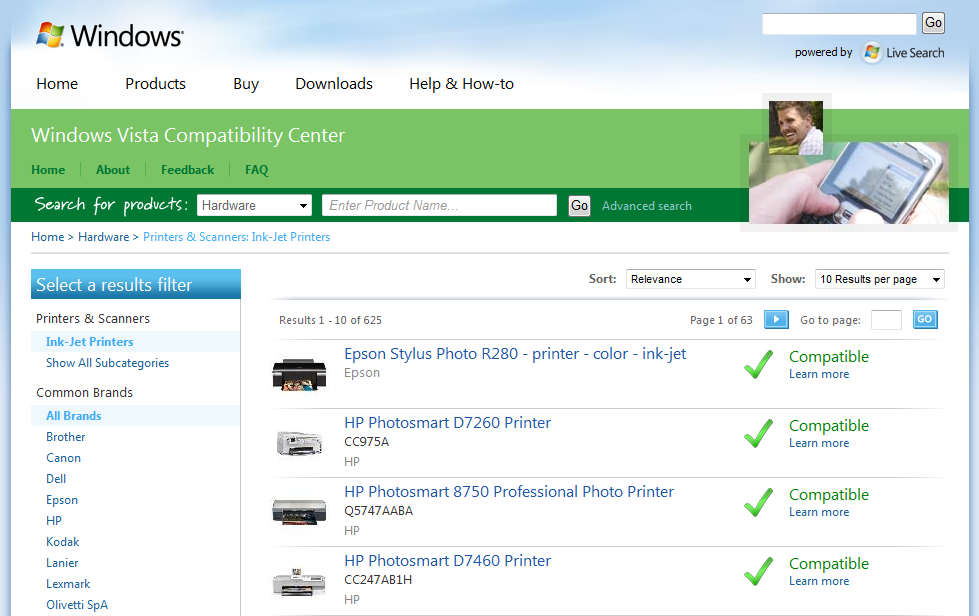 Windows
Go
powered by Live Search
Home Products Buy Downloads Help & How-to
Windows Vista Compatibility Center
Home About Feedback FAQ
Search for products: Hardware Enter Product Name... Go Advanced search
Home > Hardware > Printers & Scanners: Ink-Jet Printers
Select a results filter
Printers & Scanners
Ink-Jet Printers
Show All Subcategories
Common Brands
All Brands
Brother
Canon
Dell
Epson
HP
Kodak
Lanier
Lexmark
Olivetti SpA
Sort: Relevance Show: 10 Results per page
Results 1 - 10 of 625 Page 1 of 63 Go to page: GO
Epson Stylus Photo R280 - printer - color - ink-jet
Epson
Compatible
Learn more
HP Photosmart D7260 Printer
CC975A
HP
Compatible
Learn more
HP Photosmart 8750 Professional Photo Printer
Q5747AABA
HP
Compatible
Learn more
HP Photosmart D7460 Printer
CC247AB1H
HP
Compatible
Learn more